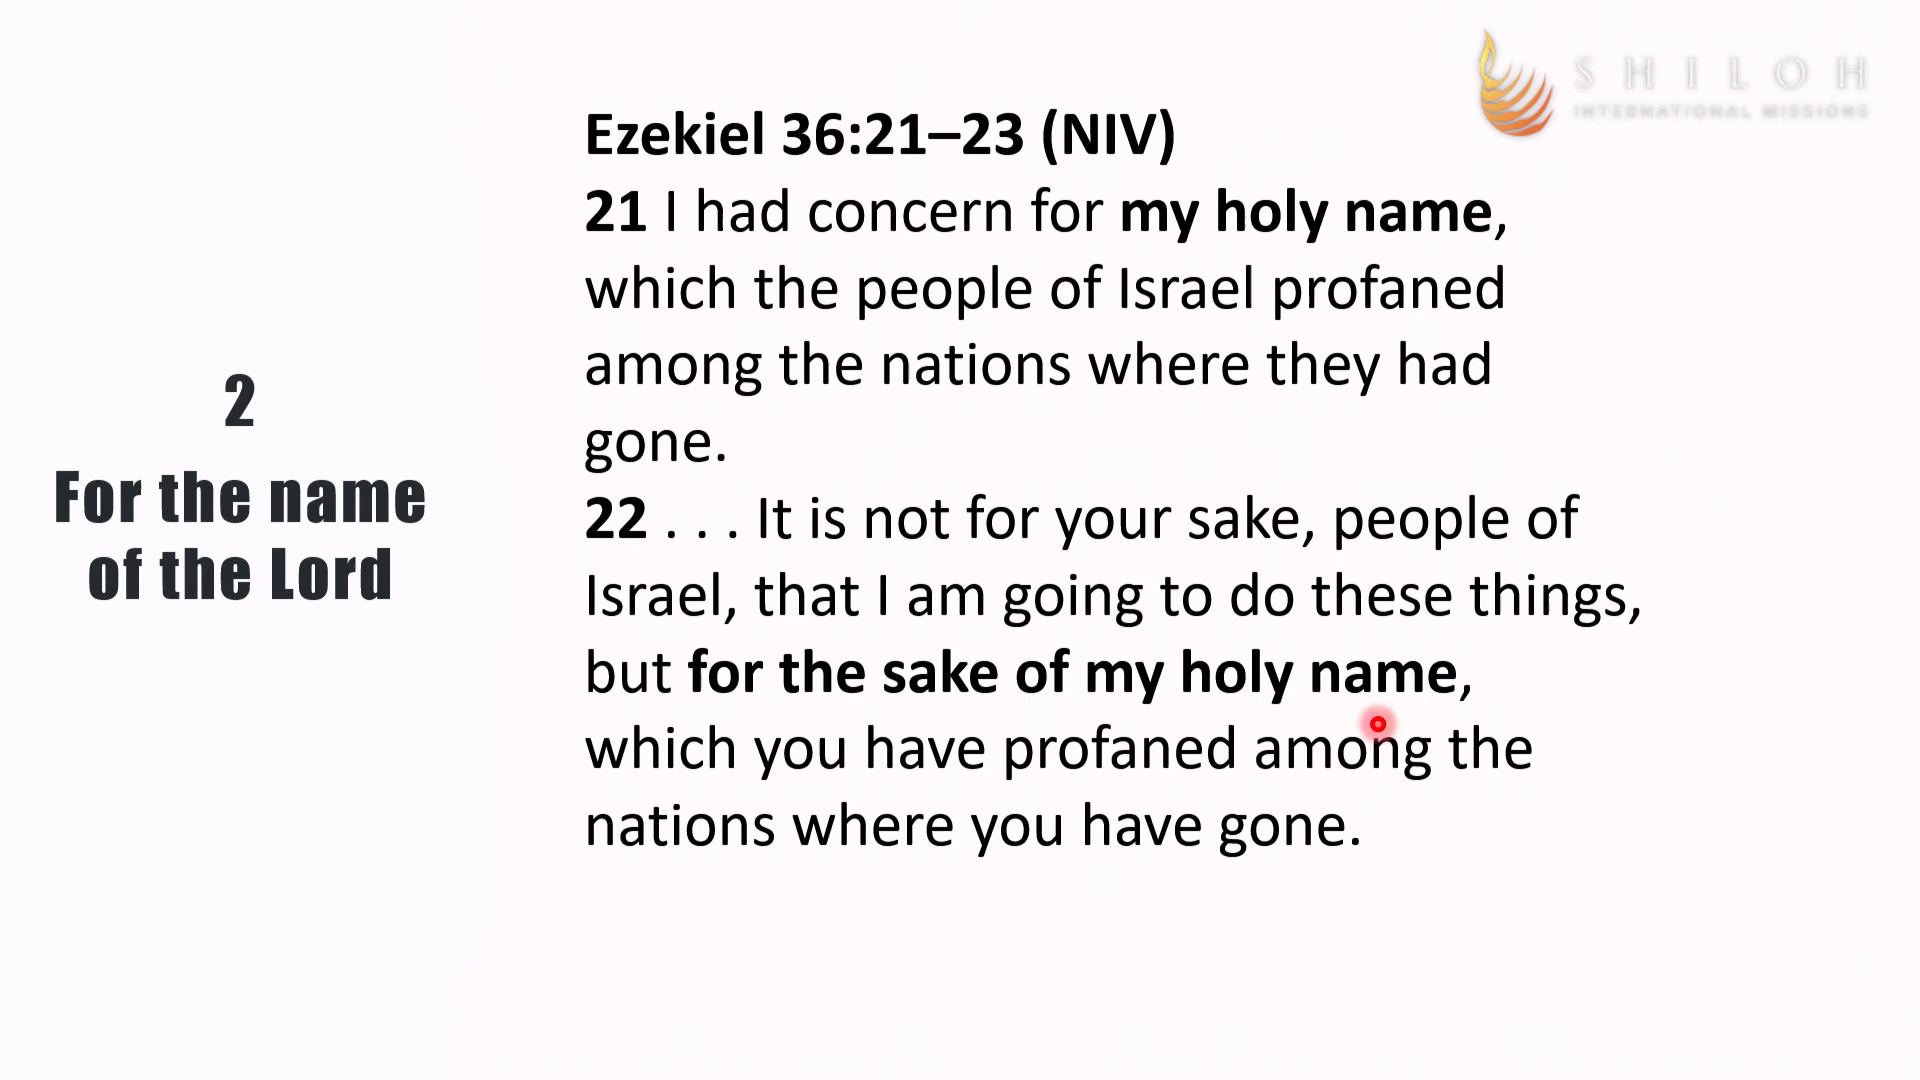 2
For the name
of the Lord
SHILOH
INTERNATIONAL MISSIONS
Ezekiel 36:21–23 (NIV)
21 I had concern for my holy name,
which the people of Israel profaned
among the nations where they had
gone.
22 . . . It is not for your sake, people of
Israel, that I am going to do these things,
but for the sake of my holy name,
which you have profaned among the
nations where you have gone.